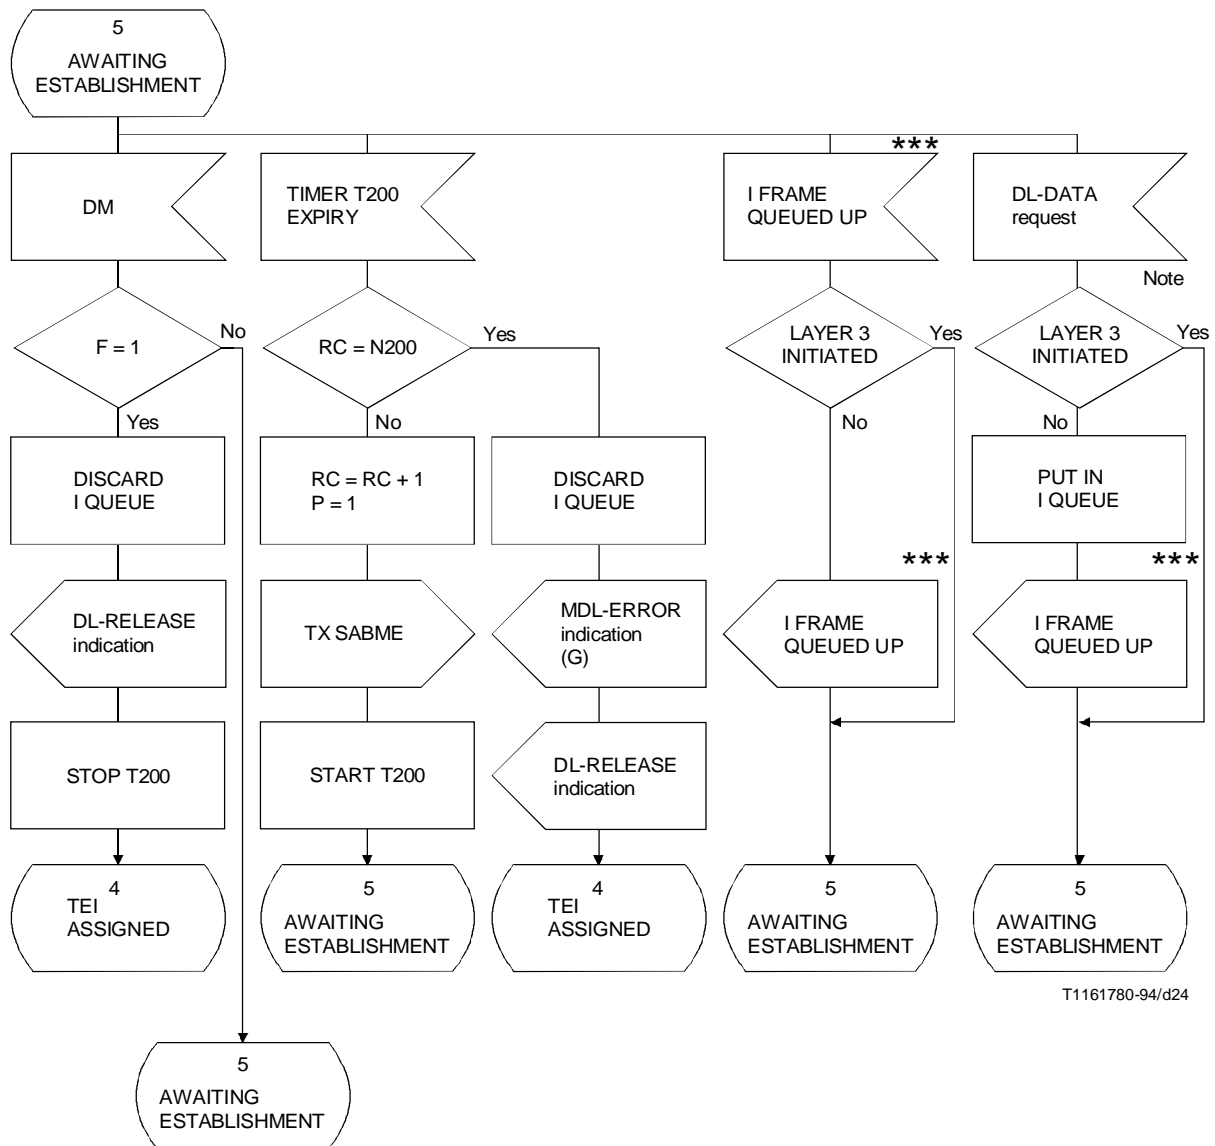 5
AWAITING
ESTABLISHMENT
***
DM
TIMER T200
EXPIRY
I FRAME
QUEUED UP
DL-DATA
request
Note
F = 1
No
RC = N200
Yes
LAYER 3
INITIATED
Yes
LAYER 3
INITIATED
Yes
Yes
No
No
No
DISCARD
I QUEUE
RC = RC + 1
P = 1
DISCARD
I QUEUE
PUT IN
I QUEUE
***
***
DL-RELEASE
indication
TX SABME
MDL-ERROR
indication
(G)
I FRAME
QUEUED UP
I FRAME
QUEUED UP
STOP T200
START T200
DL-RELEASE
indication
4
TEI
ASSIGNED
5
AWAITING
ESTABLISHMENT
4
TEI
ASSIGNED
5
AWAITING
ESTABLISHMENT
5
AWAITING
ESTABLISHMENT
T1161780-94/d24
5
AWAITING
ESTABLISHMENT